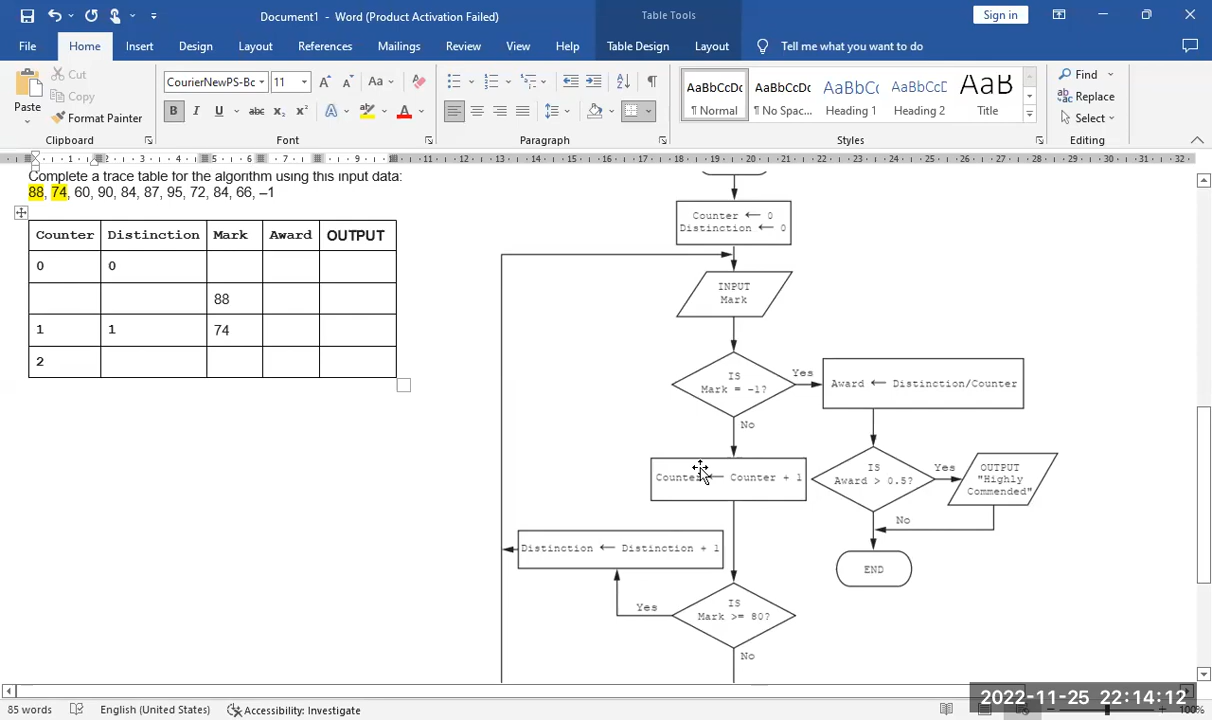 Document1 - Word (Product Activation Failed)
Table Tools
Sign in
File
Home
Insert
Design
Layout
References
Mailings
Review
View
Help
Table Design
Layout
Tell me what you want to do
Paste
Cut
Copy
Format Painter
Clipboard
CourierNewPS-Bc
11
Font
Paragraph
AaBbCcDc
¶ Normal
AaBbCcDc
¶ No Spac...
AaBbC
Heading 1
AaBbCcD
Heading 2
AaB
Title
Styles
Find
Replace
Select
Editing
Complete a trace table for the algorithm using this input data:
88, 74, 60, 90, 84, 87, 95, 72, 84, 66, –1
Counter Distinction Mark Award OUTPUT
0 0
88
1 1 74
2
Counter ← 0
Distinction ← 0
INPUT
Mark
IS
Mark = -1?
Yes
Award ← Distinction/Counter
No
Counter ← Counter + 1
IS
Award > 0.5?
Yes
OUTPUT
"Highly
Commended"
No
END
Distinction ← Distinction + 1
Yes
IS
Mark >= 80?
No
85 words
English (United States)
Accessibility: Investigate
2022-11-25 22:14:12
100%